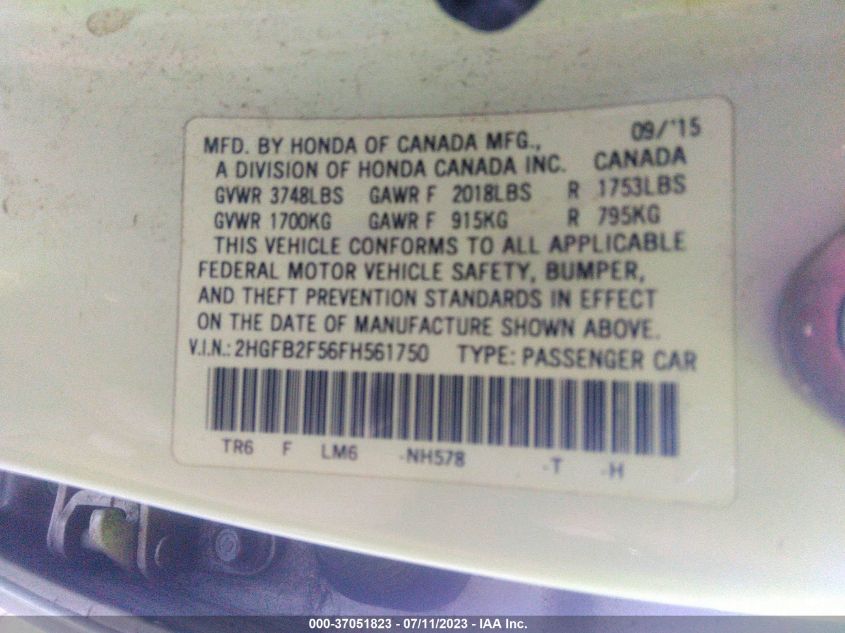 09/'15
MFD. BY HONDA OF CANADA MFG.,
A DIVISION OF HONDA CANADA INC. CANADA
GVWR 3748LBS GAWR F 2018LBS R 1753LBS
GVWR 1700KG GAWR F 915KG R 795KG
THIS VEHICLE CONFORMS TO ALL APPLICABLE
FEDERAL MOTOR VEHICLE SAFETY, BUMPER,
AND THEFT PREVENTION STANDARDS IN EFFECT
ON THE DATE OF MANUFACTURE SHOWN ABOVE.
V.I.N.: 2HGFB2F56FH561750 TYPE: PASSENGER CAR
TR6 F LM6 -NH578 -T -H
000-37051823 - 07/11/2023 - IAA Inc.